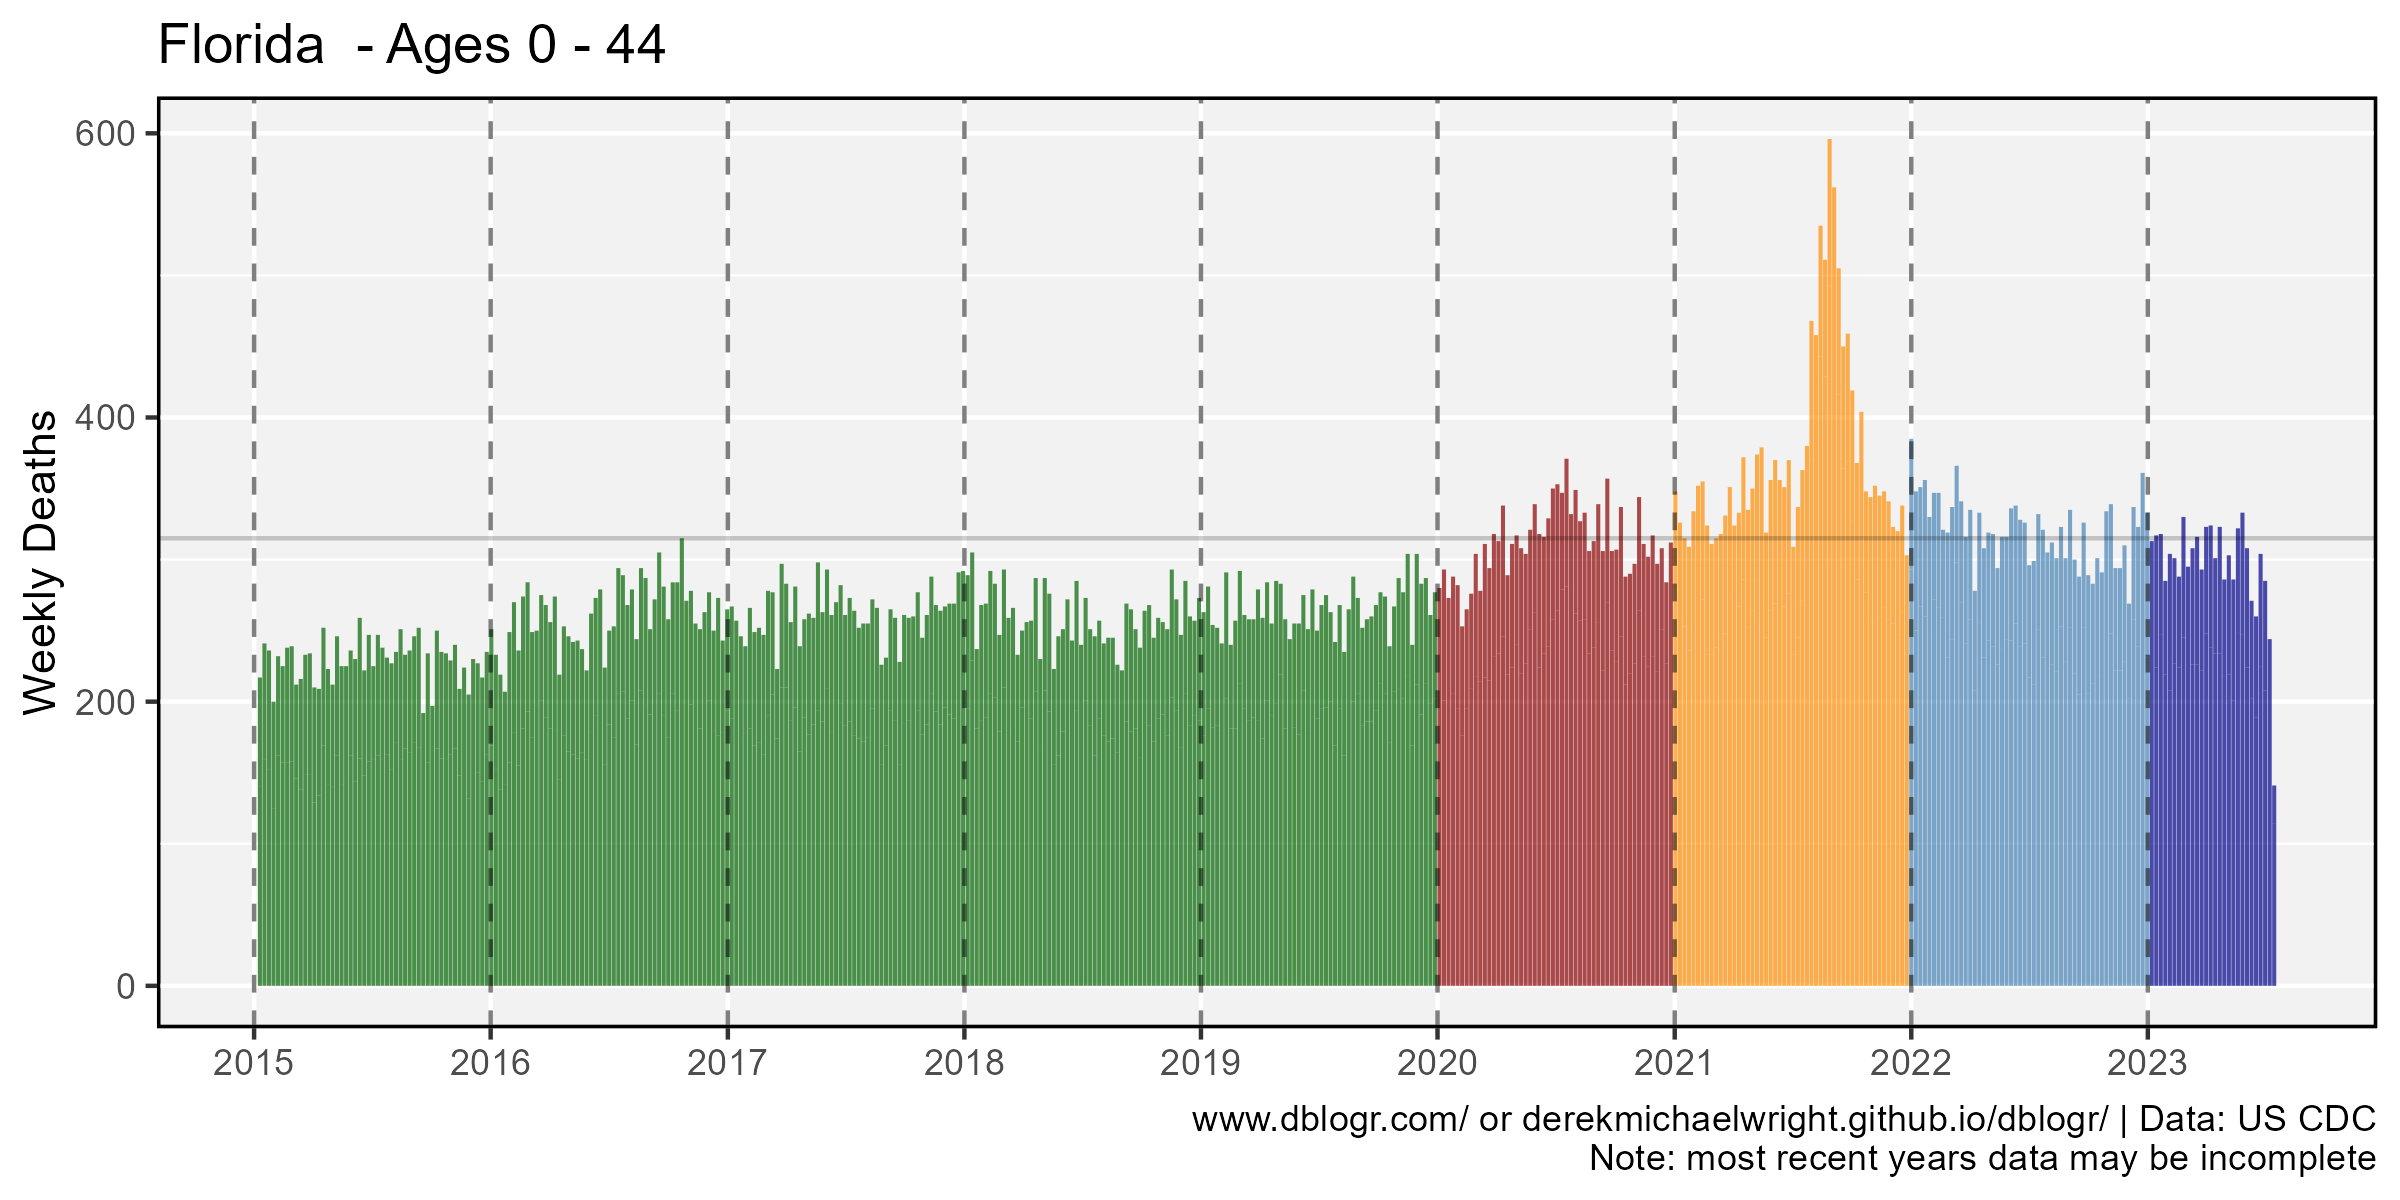 Florida  - Ages 0 - 44
Weekly Deaths
600
400
200
0
2015 2016 2017 2018 2019 2020 2021 2022 2023
www.dblogr.com/ or derekmichaelwright.github.io/dblogr/ | Data: US CDC
Note: most recent years data may be incomplete